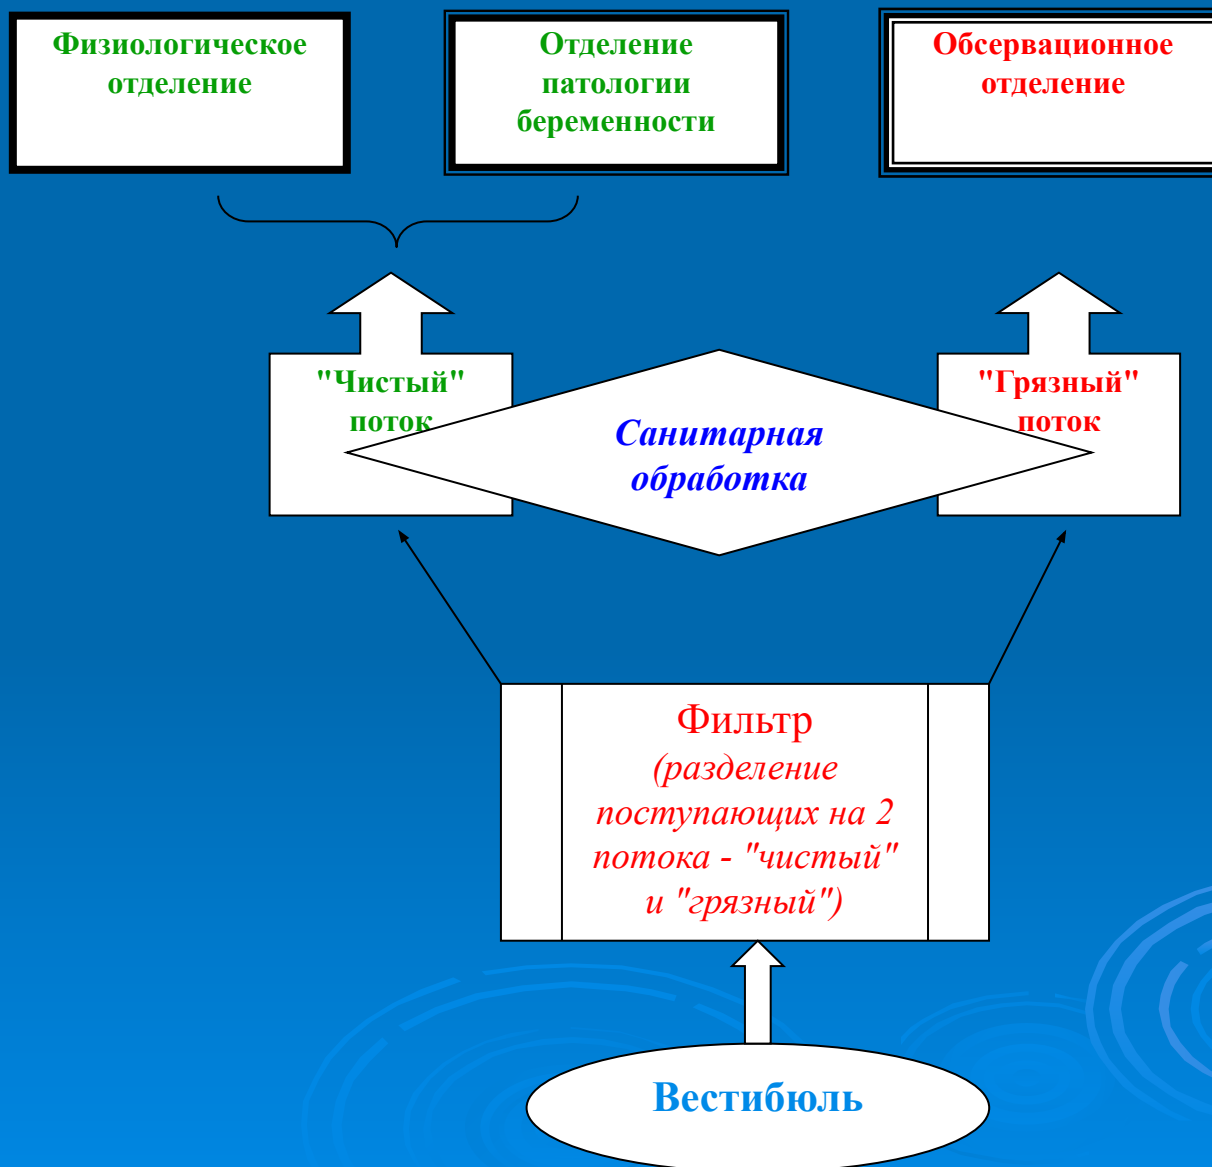 Физиологическое
отделение
Отделение
патологии
беременности
Обсервационное
отделение
"Чистый"
поток
Санитарная
обработка
"Грязный"
поток
Фильтр
(разделение
поступающих на 2
потока - "чистый"
и "грязный")
Вестибюль